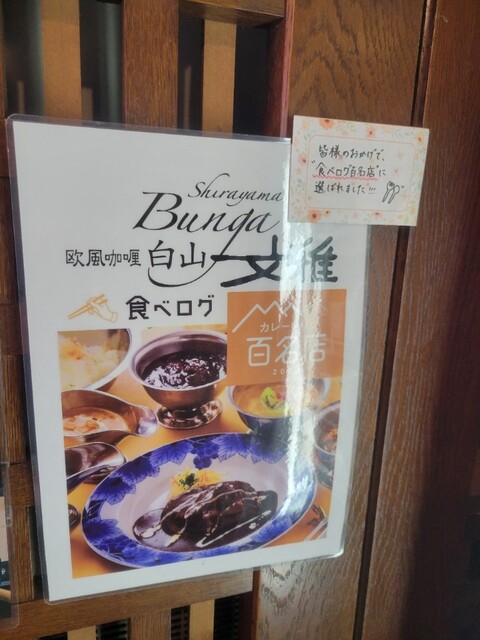 皆様のおかげで、
"食べログ百名店"に
選ばれました!!!
Shirayama
Bunga
欧風咖喱 白山 文雅
食べログ
カレー
百名店